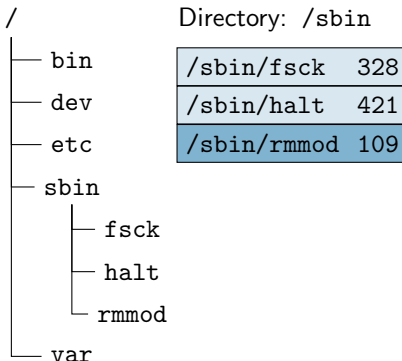 /
bin
dev
etc
sbin
fsck
halt
rmmod
var
Directory: /sbin
/sbin/fsck 328
/sbin/halt 421
/sbin/rmmod 109